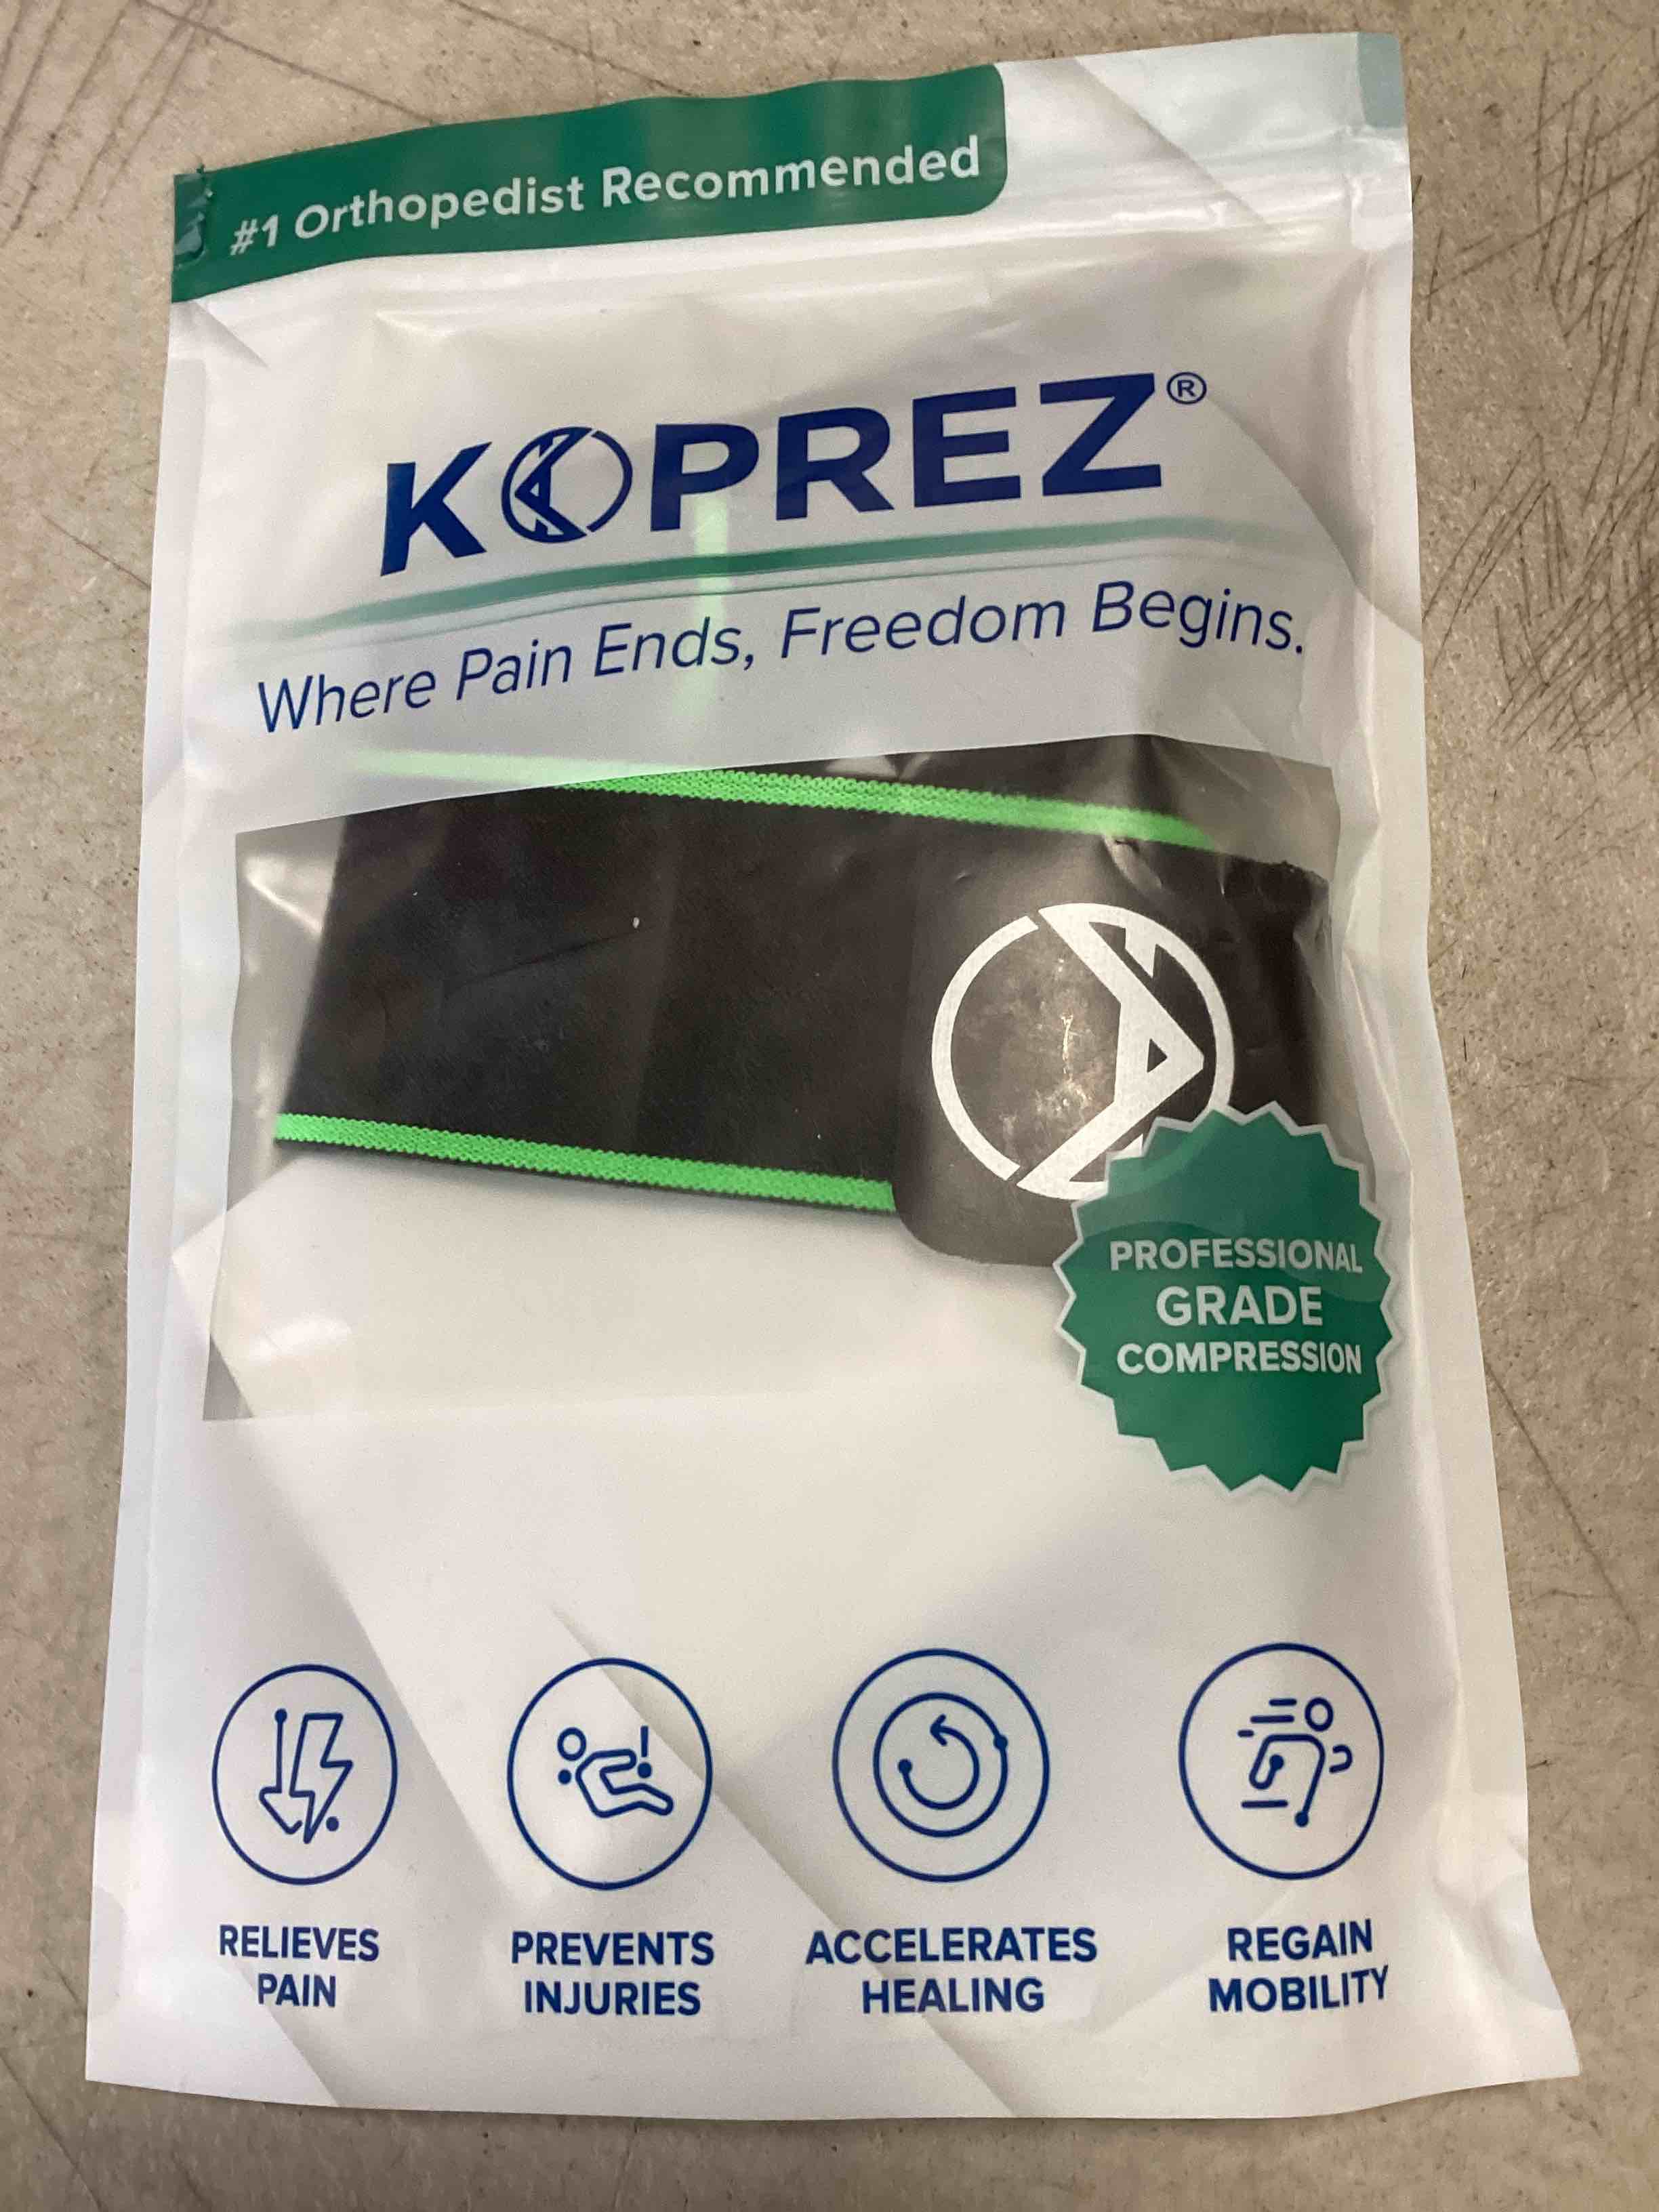 #1 Orthopedist Recommended
KOPREZ®
Where Pain Ends, Freedom Begins.
PROFESSIONAL
GRADE
COMPRESSION
RELIEVES
PAIN
PREVENTS
INJURIES
ACCELERATES
HEALING
REGAIN
MOBILITY